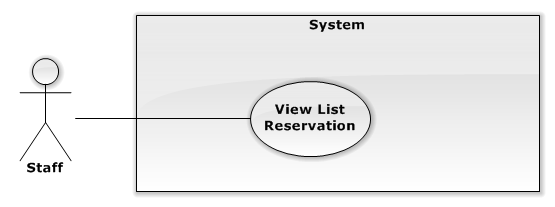 System
View List
Reservation
Staff